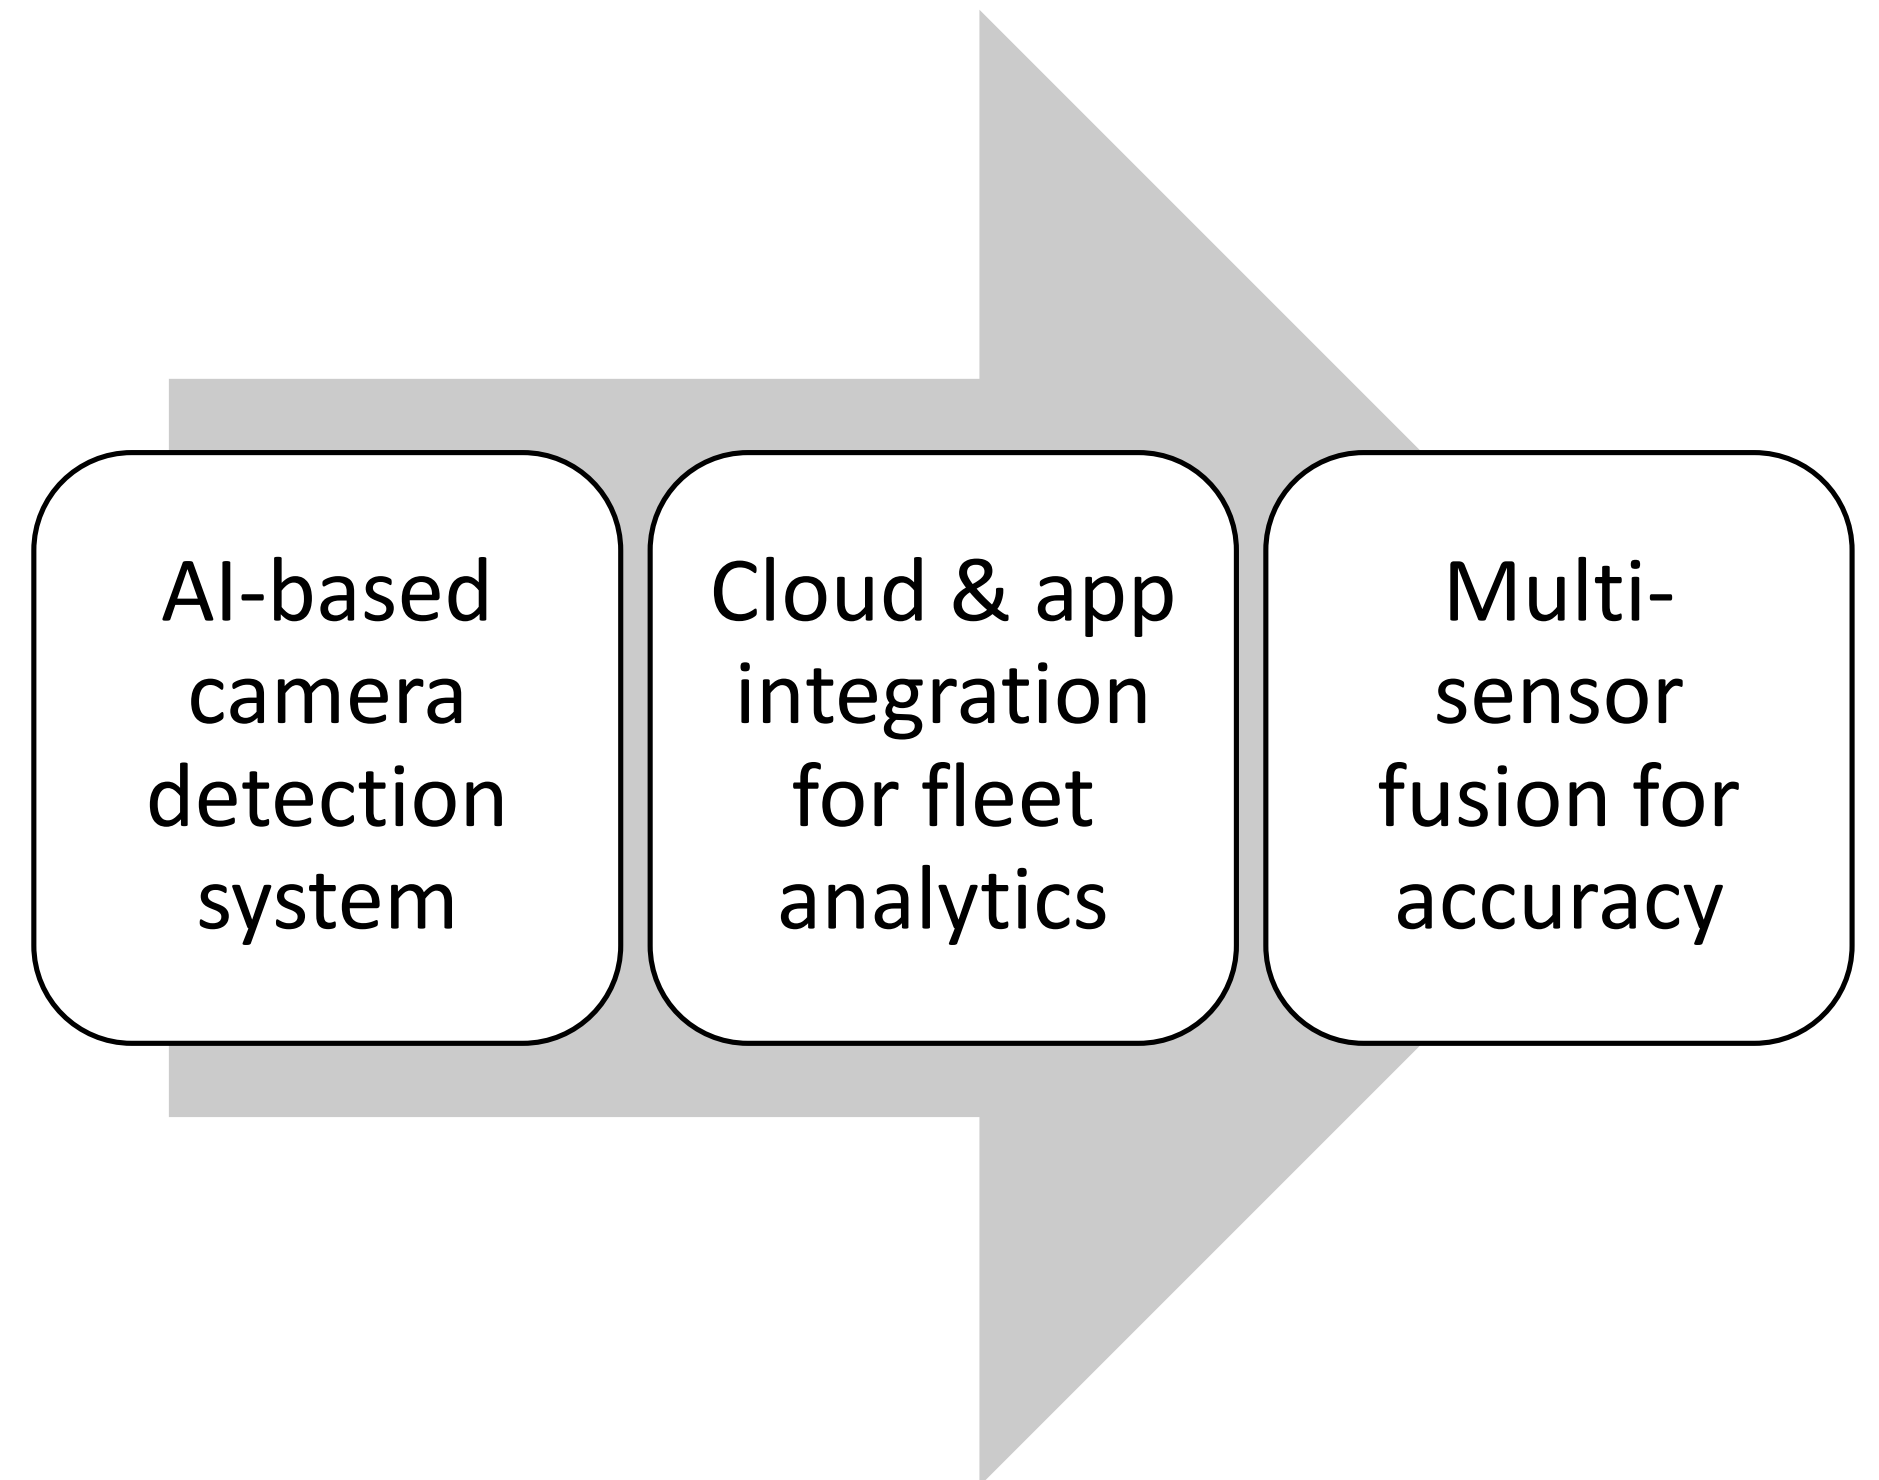 AI-based
camera
detection
system
Cloud & app
integration
for fleet
analytics
Multi-
sensor
fusion for
accuracy